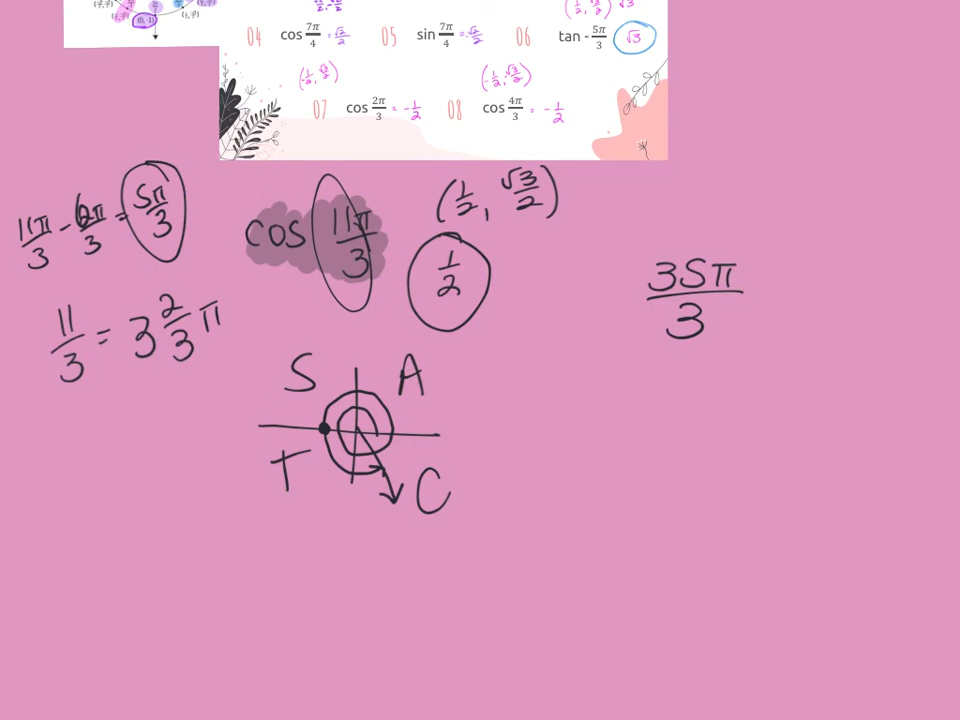 (0, -1)
04 cos 7π/4 = √2/2 05 sin 7π/4 = -√2/2 06 tan - 5π/3 √3
(-1/2, √3/2) (-1/2, -√3/2)
07 cos 2π/3 = -1/2 08 cos 4π/3 = -1/2
11π/3 - 6π/3 = 5π/3
cos 11π/3
(1/2, √3/2)
1/2
35π/3
11/3 = 3 2/3 π
S A
T C